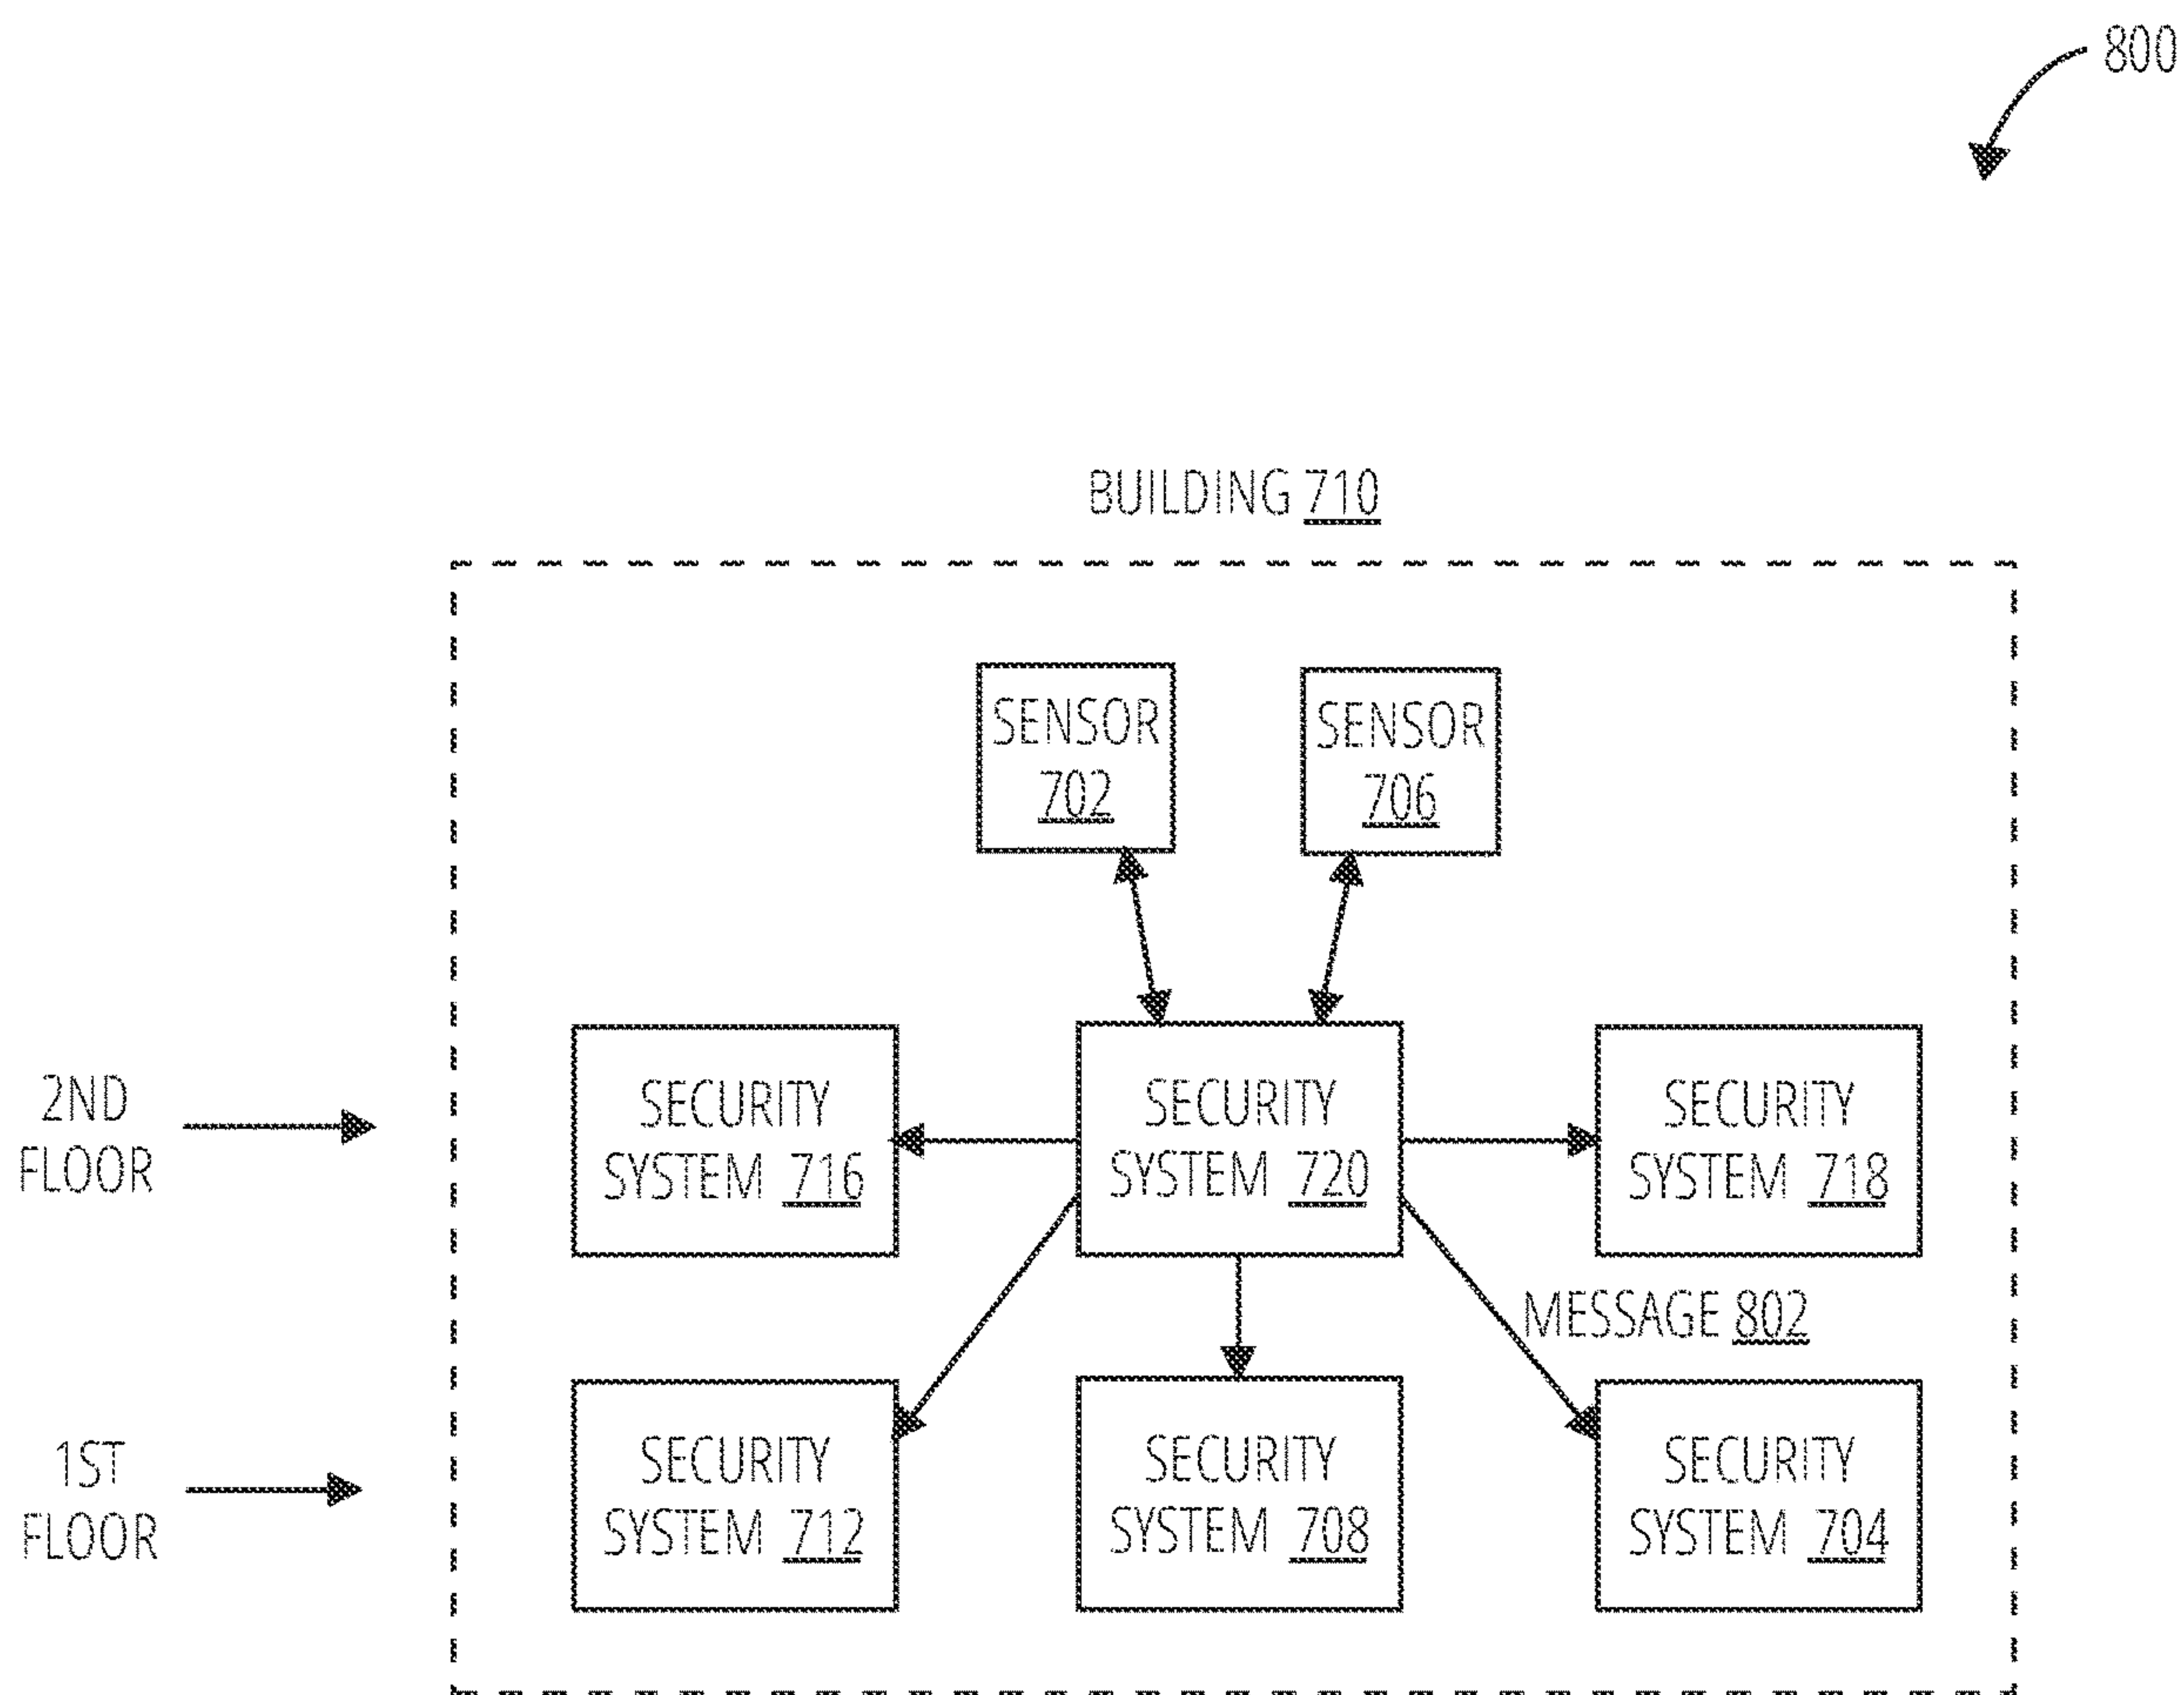 800
BUILDING 710
SENSOR
702
SENSOR
706
2ND
FLOOR
SECURITY
SYSTEM 716
SECURITY
SYSTEM 720
SECURITY
SYSTEM 718
MESSAGE 802
1ST
FLOOR
SECURITY
SYSTEM 712
SECURITY
SYSTEM 708
SECURITY
SYSTEM 704